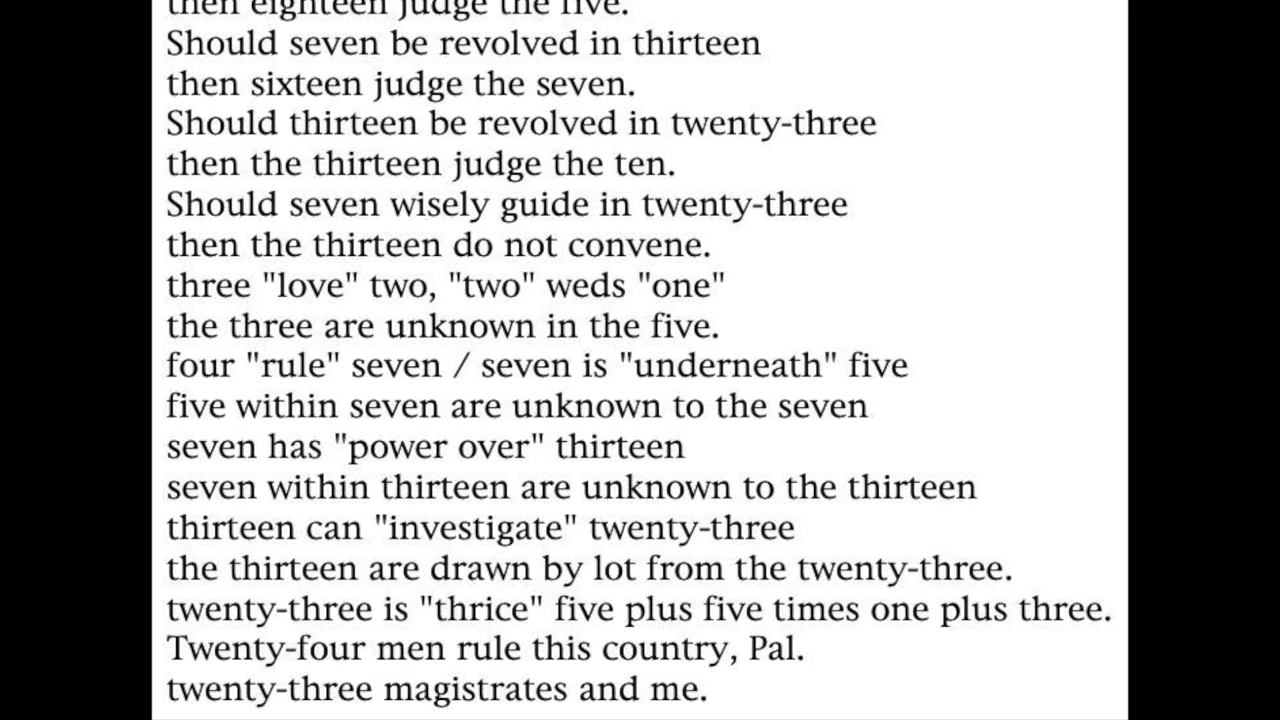 then eighteen judge the five.
Should seven be revolved in thirteen
then sixteen judge the seven.
Should thirteen be revolved in twenty-three
then the thirteen judge the ten.
Should seven wisely guide in twenty-three
then the thirteen do not convene.
three "love" two, "two" weds "one"
the three are unknown in the five.
four "rule" seven / seven is "underneath" five
five within seven are unknown to the seven
seven has "power over" thirteen
seven within thirteen are unknown to the thirteen
thirteen can "investigate" twenty-three
the thirteen are drawn by lot from the twenty-three.
twenty-three is "thrice" five plus five times one plus three.
Twenty-four men rule this country, Pal.
twenty-three magistrates and me.